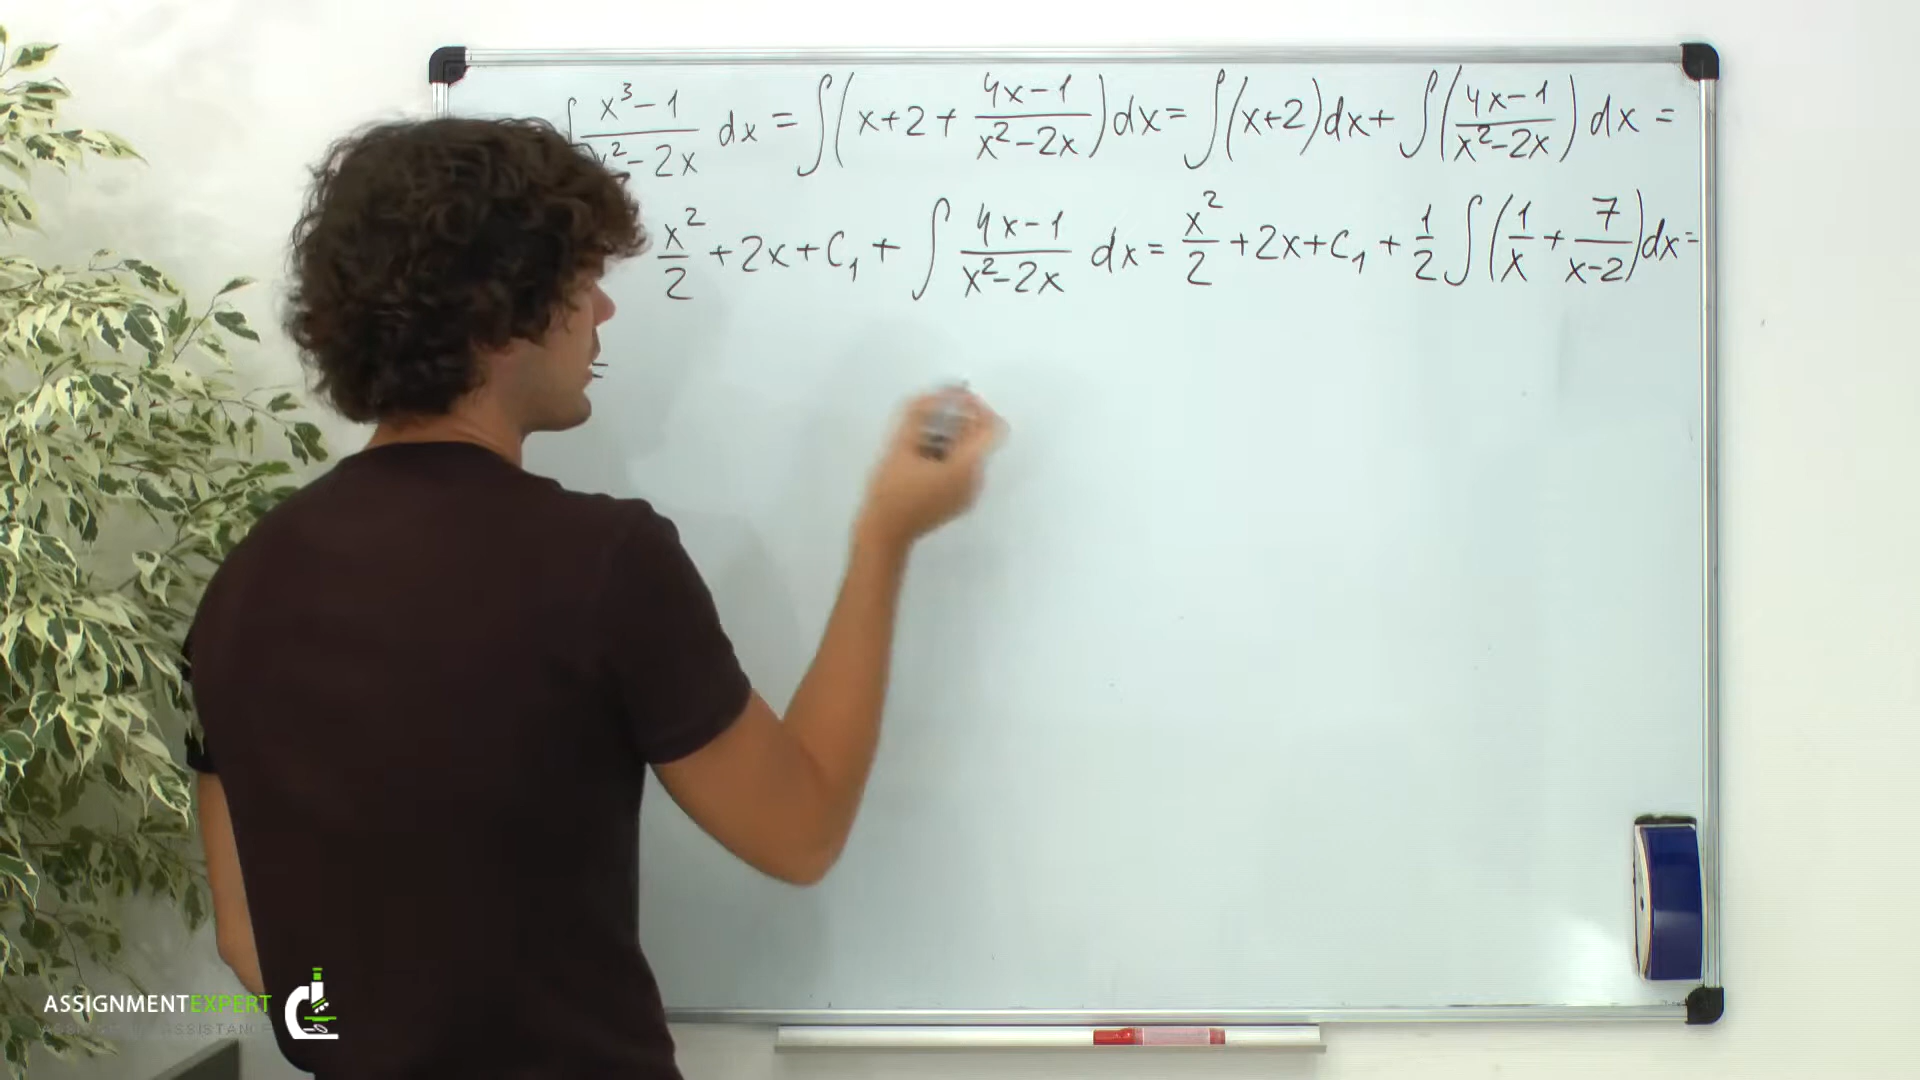 ∫ x³-1 / x²-2x dx = ∫(x+2+ 4x-1 / x²-2x)dx= ∫(x+2)dx+ ∫(4x-1 / x²-2x) dx =
x²/2 +2x+C₁ + ∫ 4x-1 / x²-2x dx = x²/2 +2x+C₁ + 1/2 ∫(1/x + 7/x-2)dx=
=
ASSIGNMENTEXPERT